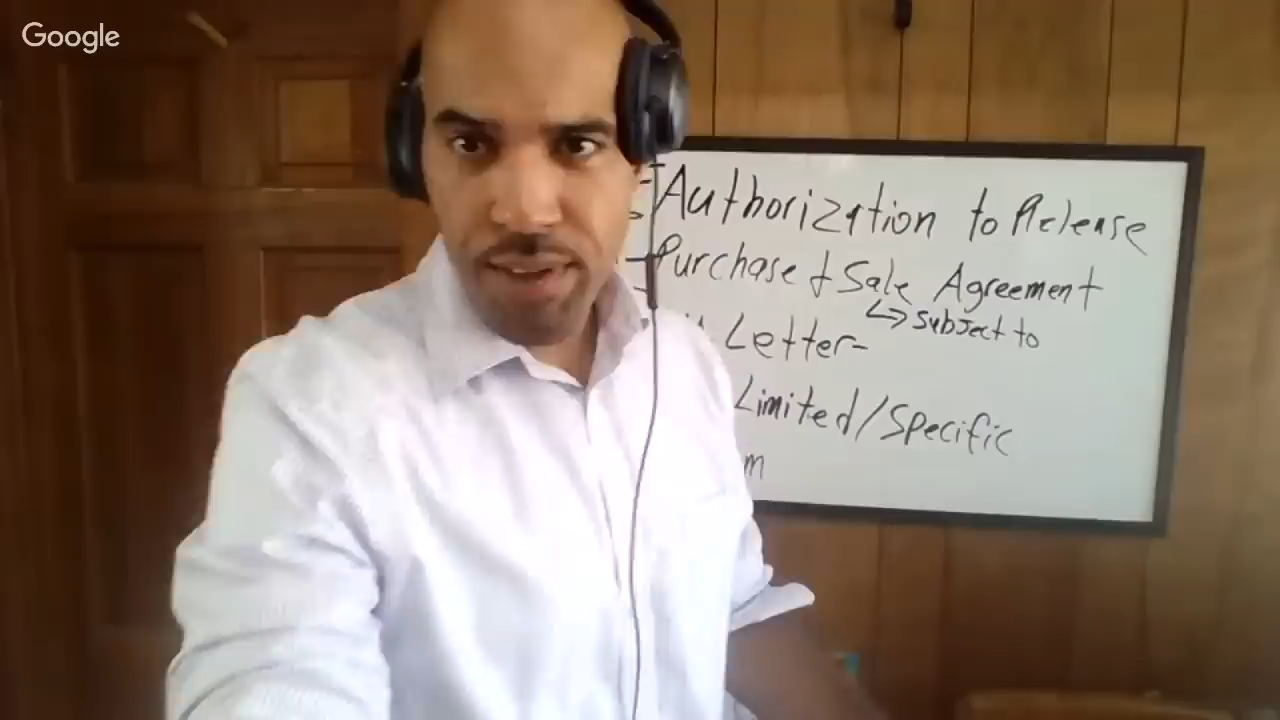 Google
Authorization to Release
Purchase & Sale Agreement
↳ subject to
Letter-
Limited/Specific
m